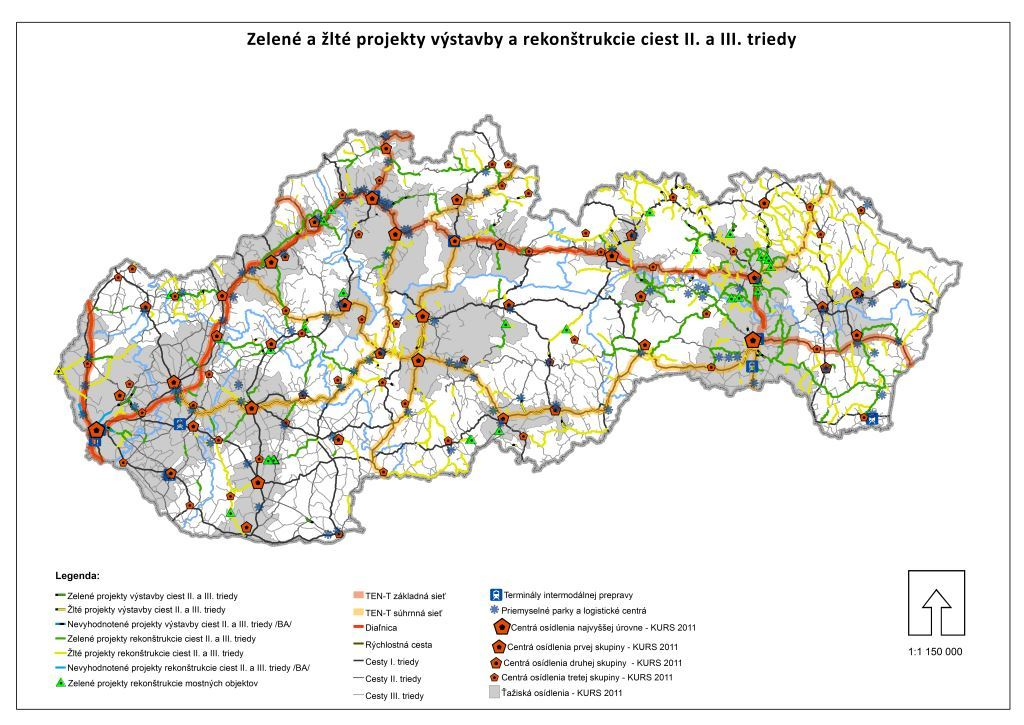 Zelené a žlté projekty výstavby a rekonštrukcie ciest II. a III. triedy
Legenda:
Zelené projekty výstavby ciest II. a III. triedy
Žlté projekty výstavby ciest II. a III. triedy
Nevyhodnotené projekty výstavby ciest II. a III. triedy /BA/
Zelené projekty rekonštrukcie ciest II. a III. triedy
Žlté projekty rekonštrukcie ciest II. a III. triedy
Nevyhodnotené projekty rekonštrukcie ciest II. a III. triedy /BA/
Zelené projekty rekonštrukcie mostných objektov
TEN-T základná sieť
TEN-T súhrnná sieť
Diaľnica
Rýchlostná cesta
Cesty I. triedy
Cesty II. triedy
Cesty III. triedy
Terminály intermodálnej prepravy
Priemyselné parky a logistické centrá
Centrá osídlenia najvyššej úrovne - KURS 2011
Centrá osídlenia prvej skupiny - KURS 2011
Centrá osídlenia druhej skupiny - KURS 2011
Centrá osídlenia tretej skupiny - KURS 2011
Ťažiská osídlenia - KURS 2011
1:1 150 000